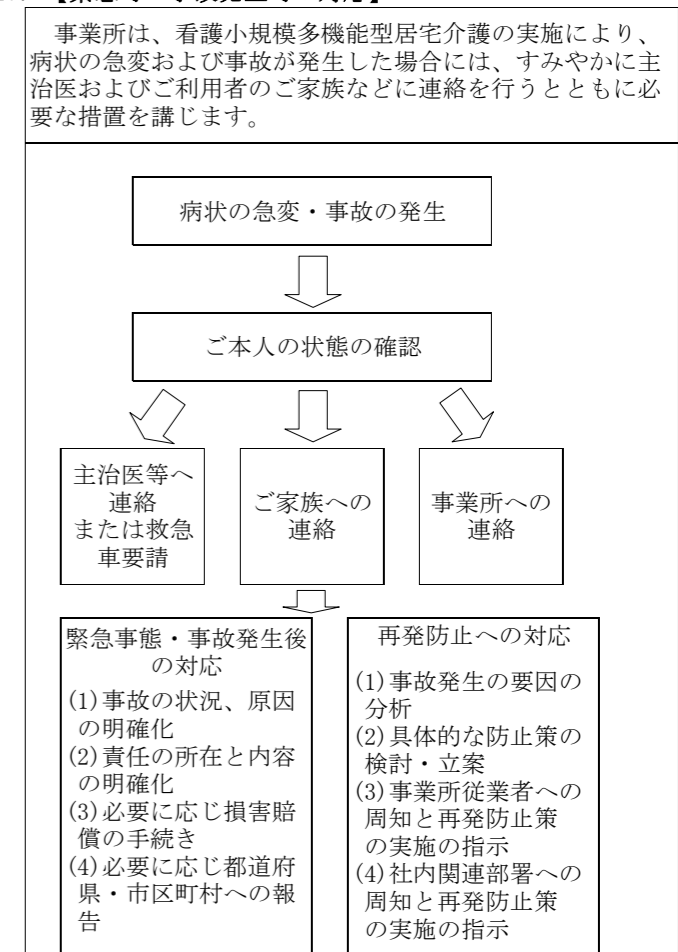 事業所は、看護小規模多機能型居宅介護の実施により、
病状の急変および事故が発生した場合には、すみやかに主
治医およびご利用者のご家族などに連絡を行うとともに必
要な措置を講じます。
病状の急変・事故の発生
ご本人の状態の確認
主治医等へ
連絡
または救急
車要請
ご家族への
連絡
事業所への
連絡
緊急事態・事故発生後
の対応
(1)事故の状況、原因
の明確化
(2)責任の所在と内容
の明確化
(3)必要に応じ損害賠
償の手続き
(4)必要に応じ都道府
県・市区町村への報
告
再発防止への対応
(1)事故発生の要因の
分析
(2)具体的な防止策の
検討・立案
(3)事業所従業者への
周知と再発防止策
の実施の指示
(4)社内関連部署への
周知と再発防止策
の実施の指示